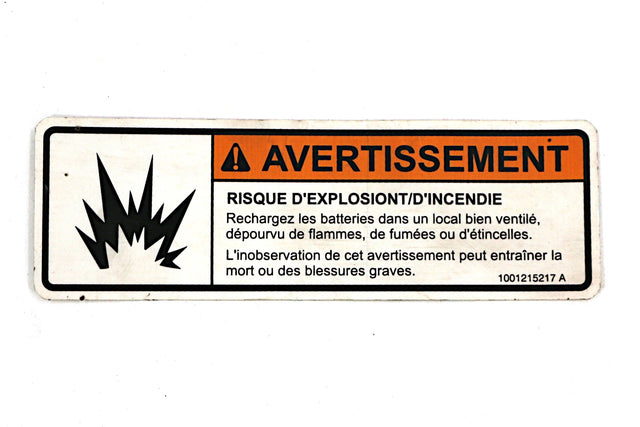 AVERTISSEMENT
RISQUE D'EXPLOSIONT/D'INCENDIE
Rechargez les batteries dans un local bien ventilé,
dépourvu de flammes, de fumées ou d'étincelles.
L'inobservation de cet avertissement peut entraîner la
mort ou des blessures graves.
1001215217 A